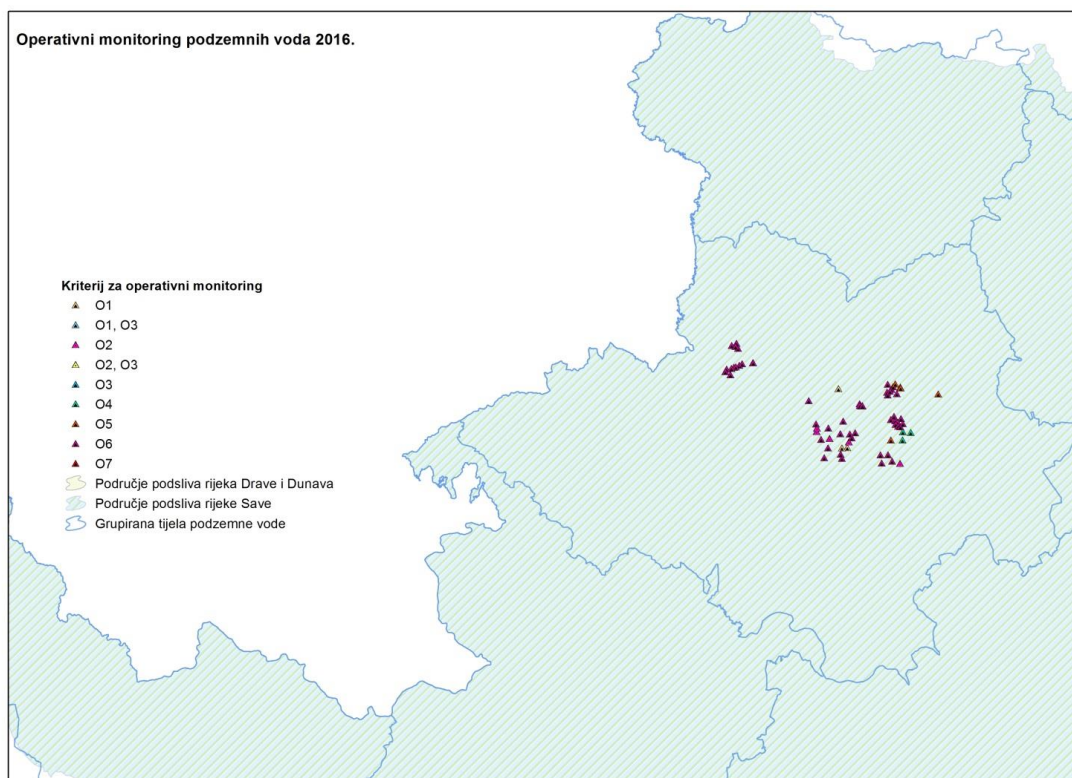 Operativni monitoring podzemnih voda 2016.
Kriterij za operativni monitoring
O1
O1, O3
O2
O2, O3
O3
O4
O5
O6
O7
Područje podsliva rijeka Drave i Dunava
Područje podsliva rijeke Save
Grupirana tijela podzemne vode